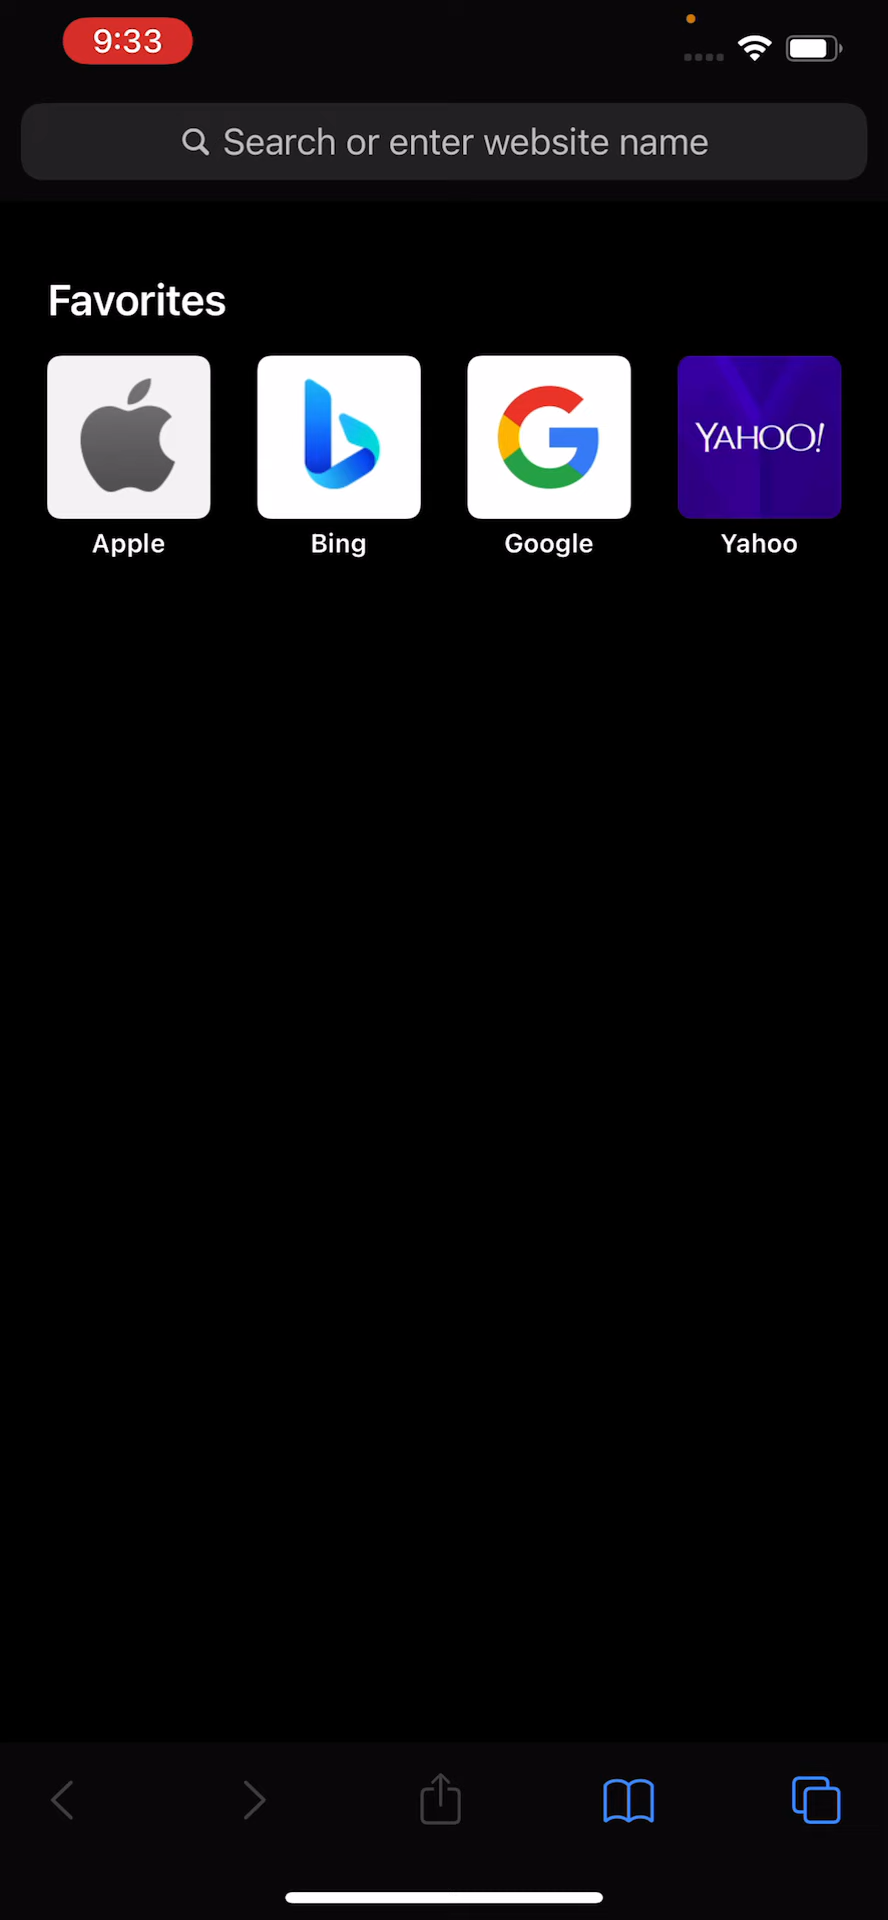 9:33
Search or enter website name
Favorites
YAHOO!
Apple
Bing
Google
Yahoo